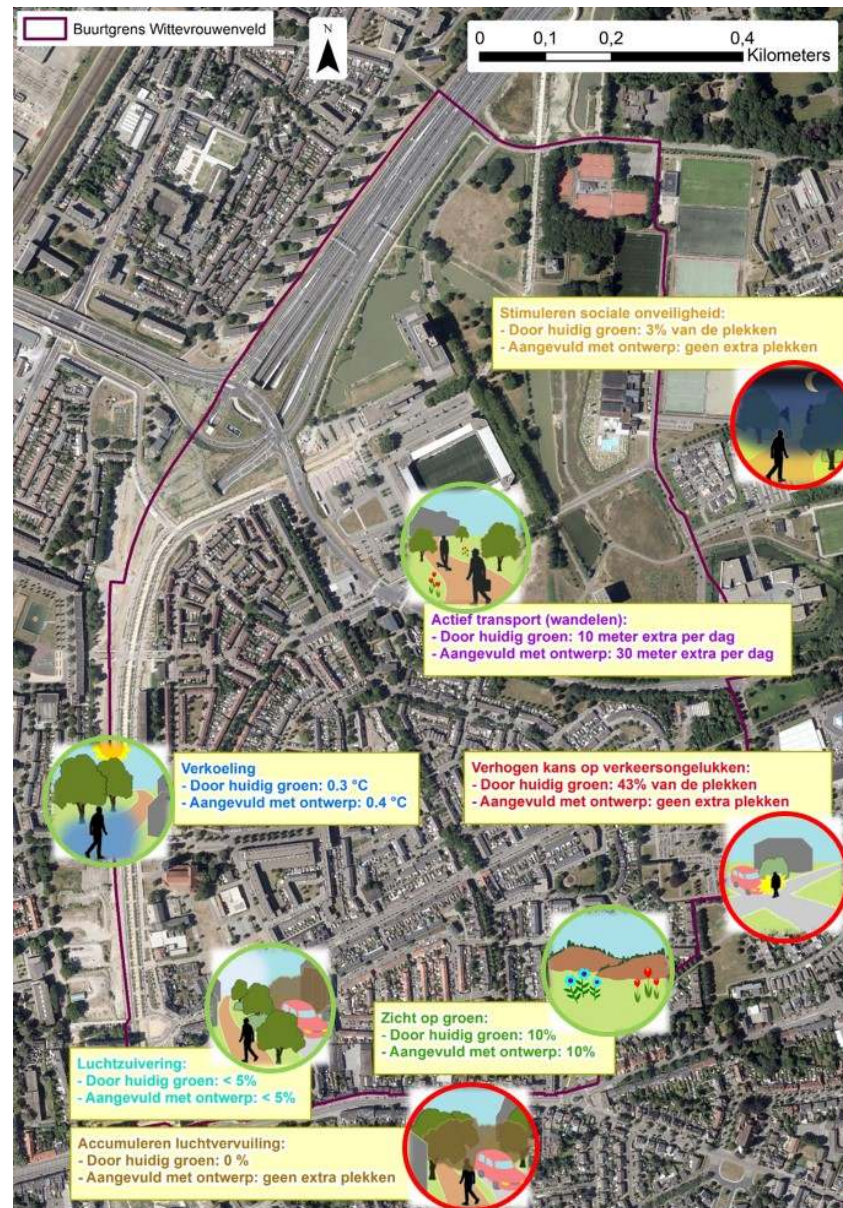 Buurtgrens Wittevrouwenveld
N
0 0,1 0,2 0,4
Kilometers
Stimuleren sociale onveiligheid:
- Door huidig groen: 3% van de plekken
- Aangevuld met ontwerp: geen extra plekken
Actief transport (wandelen):
- Door huidig groen: 10 meter extra per dag
- Aangevuld met ontwerp: 30 meter extra per dag
Verkoeling
- Door huidig groen: 0.3 °C
- Aangevuld met ontwerp: 0.4 °C
Verhogen kans op verkeersongelukken:
- Door huidig groen: 43% van de plekken
- Aangevuld met ontwerp: geen extra plekken
Zicht op groen:
- Door huidig groen: 10%
- Aangevuld met ontwerp: 10%
Luchtzuivering:
- Door huidig groen: < 5%
- Aangevuld met ontwerp: < 5%
Accumuleren luchtvervuiling:
- Door huidig groen: 0 %
- Aangevuld met ontwerp: geen extra plekken